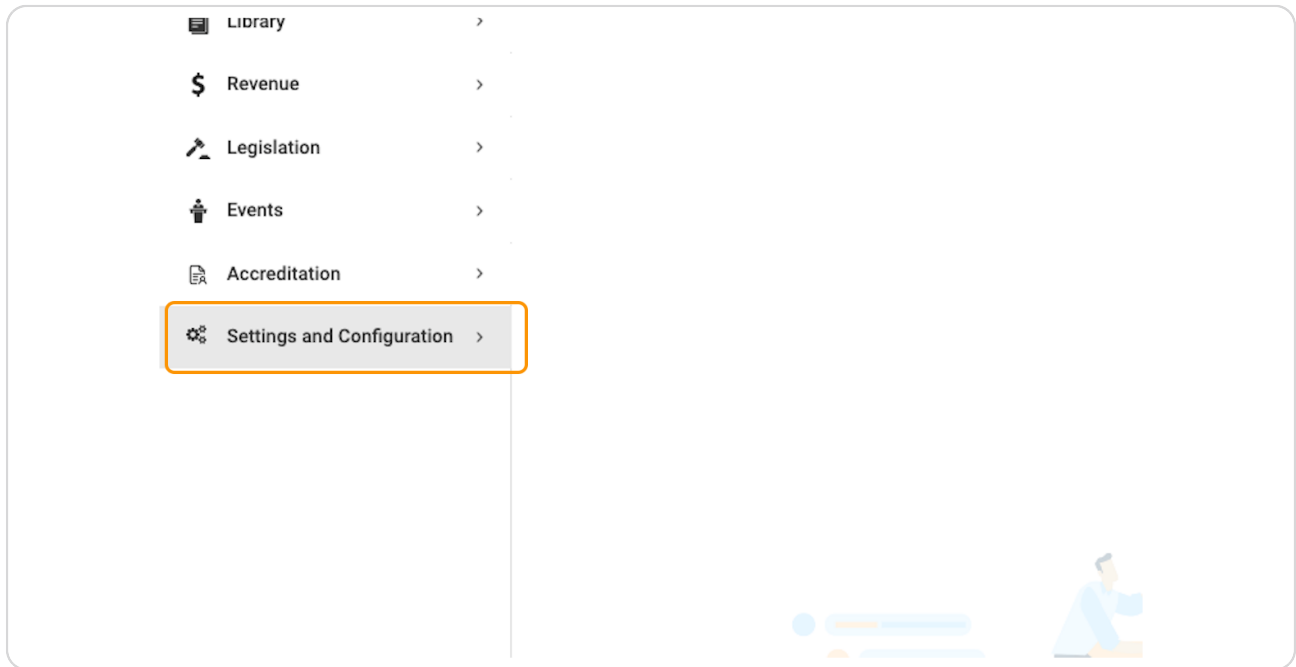 Library
Revenue
Legislation
Events
Accreditation
Settings and Configuration